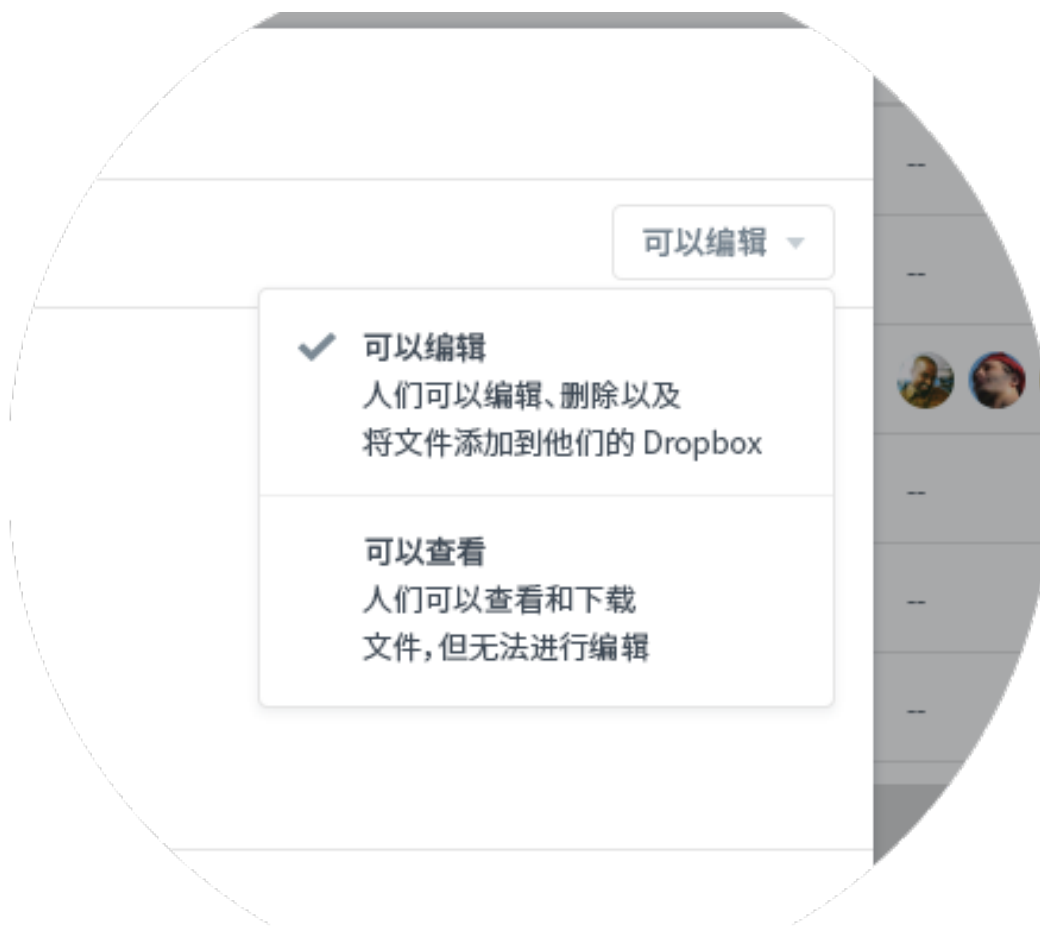 可以编辑
可以编辑
人们可以编辑、删除以及
将文件添加到他们的 Dropbox
可以查看
人们可以查看和下载
文件，但无法进行编辑
--
--
--
--
--